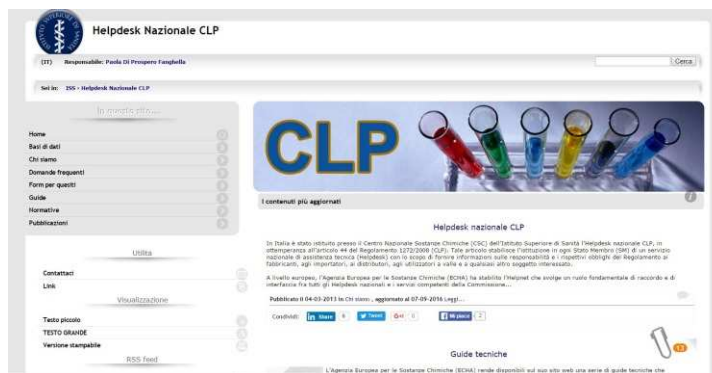 Helpdesk Nazionale CLP
(IT) Responsabile: Paola Di Prospero Fanghella
Cerca
Sei in: ISS - Helpdesk Nazionale CLP
In questo sito...
Home
Basi di dati
Chi siamo
Domande frequenti
Form per quesiti
Guide
Normative
Pubblicazioni
Utilità
Contattaci
Link
Visualizzazione
Testo piccolo
TESTO GRANDE
Versione stampabile
RSS feed
CLP
I contenuti più aggiornati
Helpdesk nazionale CLP
In Italia è stato istituito presso il Centro Nazionale Sostanze Chimiche (CSC) dell'Istituto Superiore di Sanità l'Helpdesk nazionale CLP, in
ottemperanza all'articolo 44 del Regolamento 1272/2008 (CLP). Tale articolo stabilisce l'istituzione in ogni Stato Membro (SM) di un servizio
nazionale di assistenza tecnica (Helpdesk) con lo scopo di fornire informazioni sulle responsabilità e i rispettivi obblighi del Regolamento ai
fabbricanti, agli importatori, ai distributori, agli utilizzatori a valle e a qualsiasi altro soggetto interessato.
A livello europeo, l'Agenzia Europea per le Sostanze Chimiche (ECHA) ha stabilito l'Helpnet che svolge un ruolo fondamentale di raccordo e di
interfaccia fra tutti gli Helpdesk nazionali e i servizi competenti della Commissione...
Pubblicato il 04-03-2013 in Chi siamo , aggiornato al 07-09-2016 Leggi...
Condividi: in Share 6 Tweet G+1 0 Mi piace 2
13
Guide tecniche
L'Agenzia Europea per le Sostanze Chimiche (ECHA) rende disponibili sul suo sito web una serie di guide tecniche che